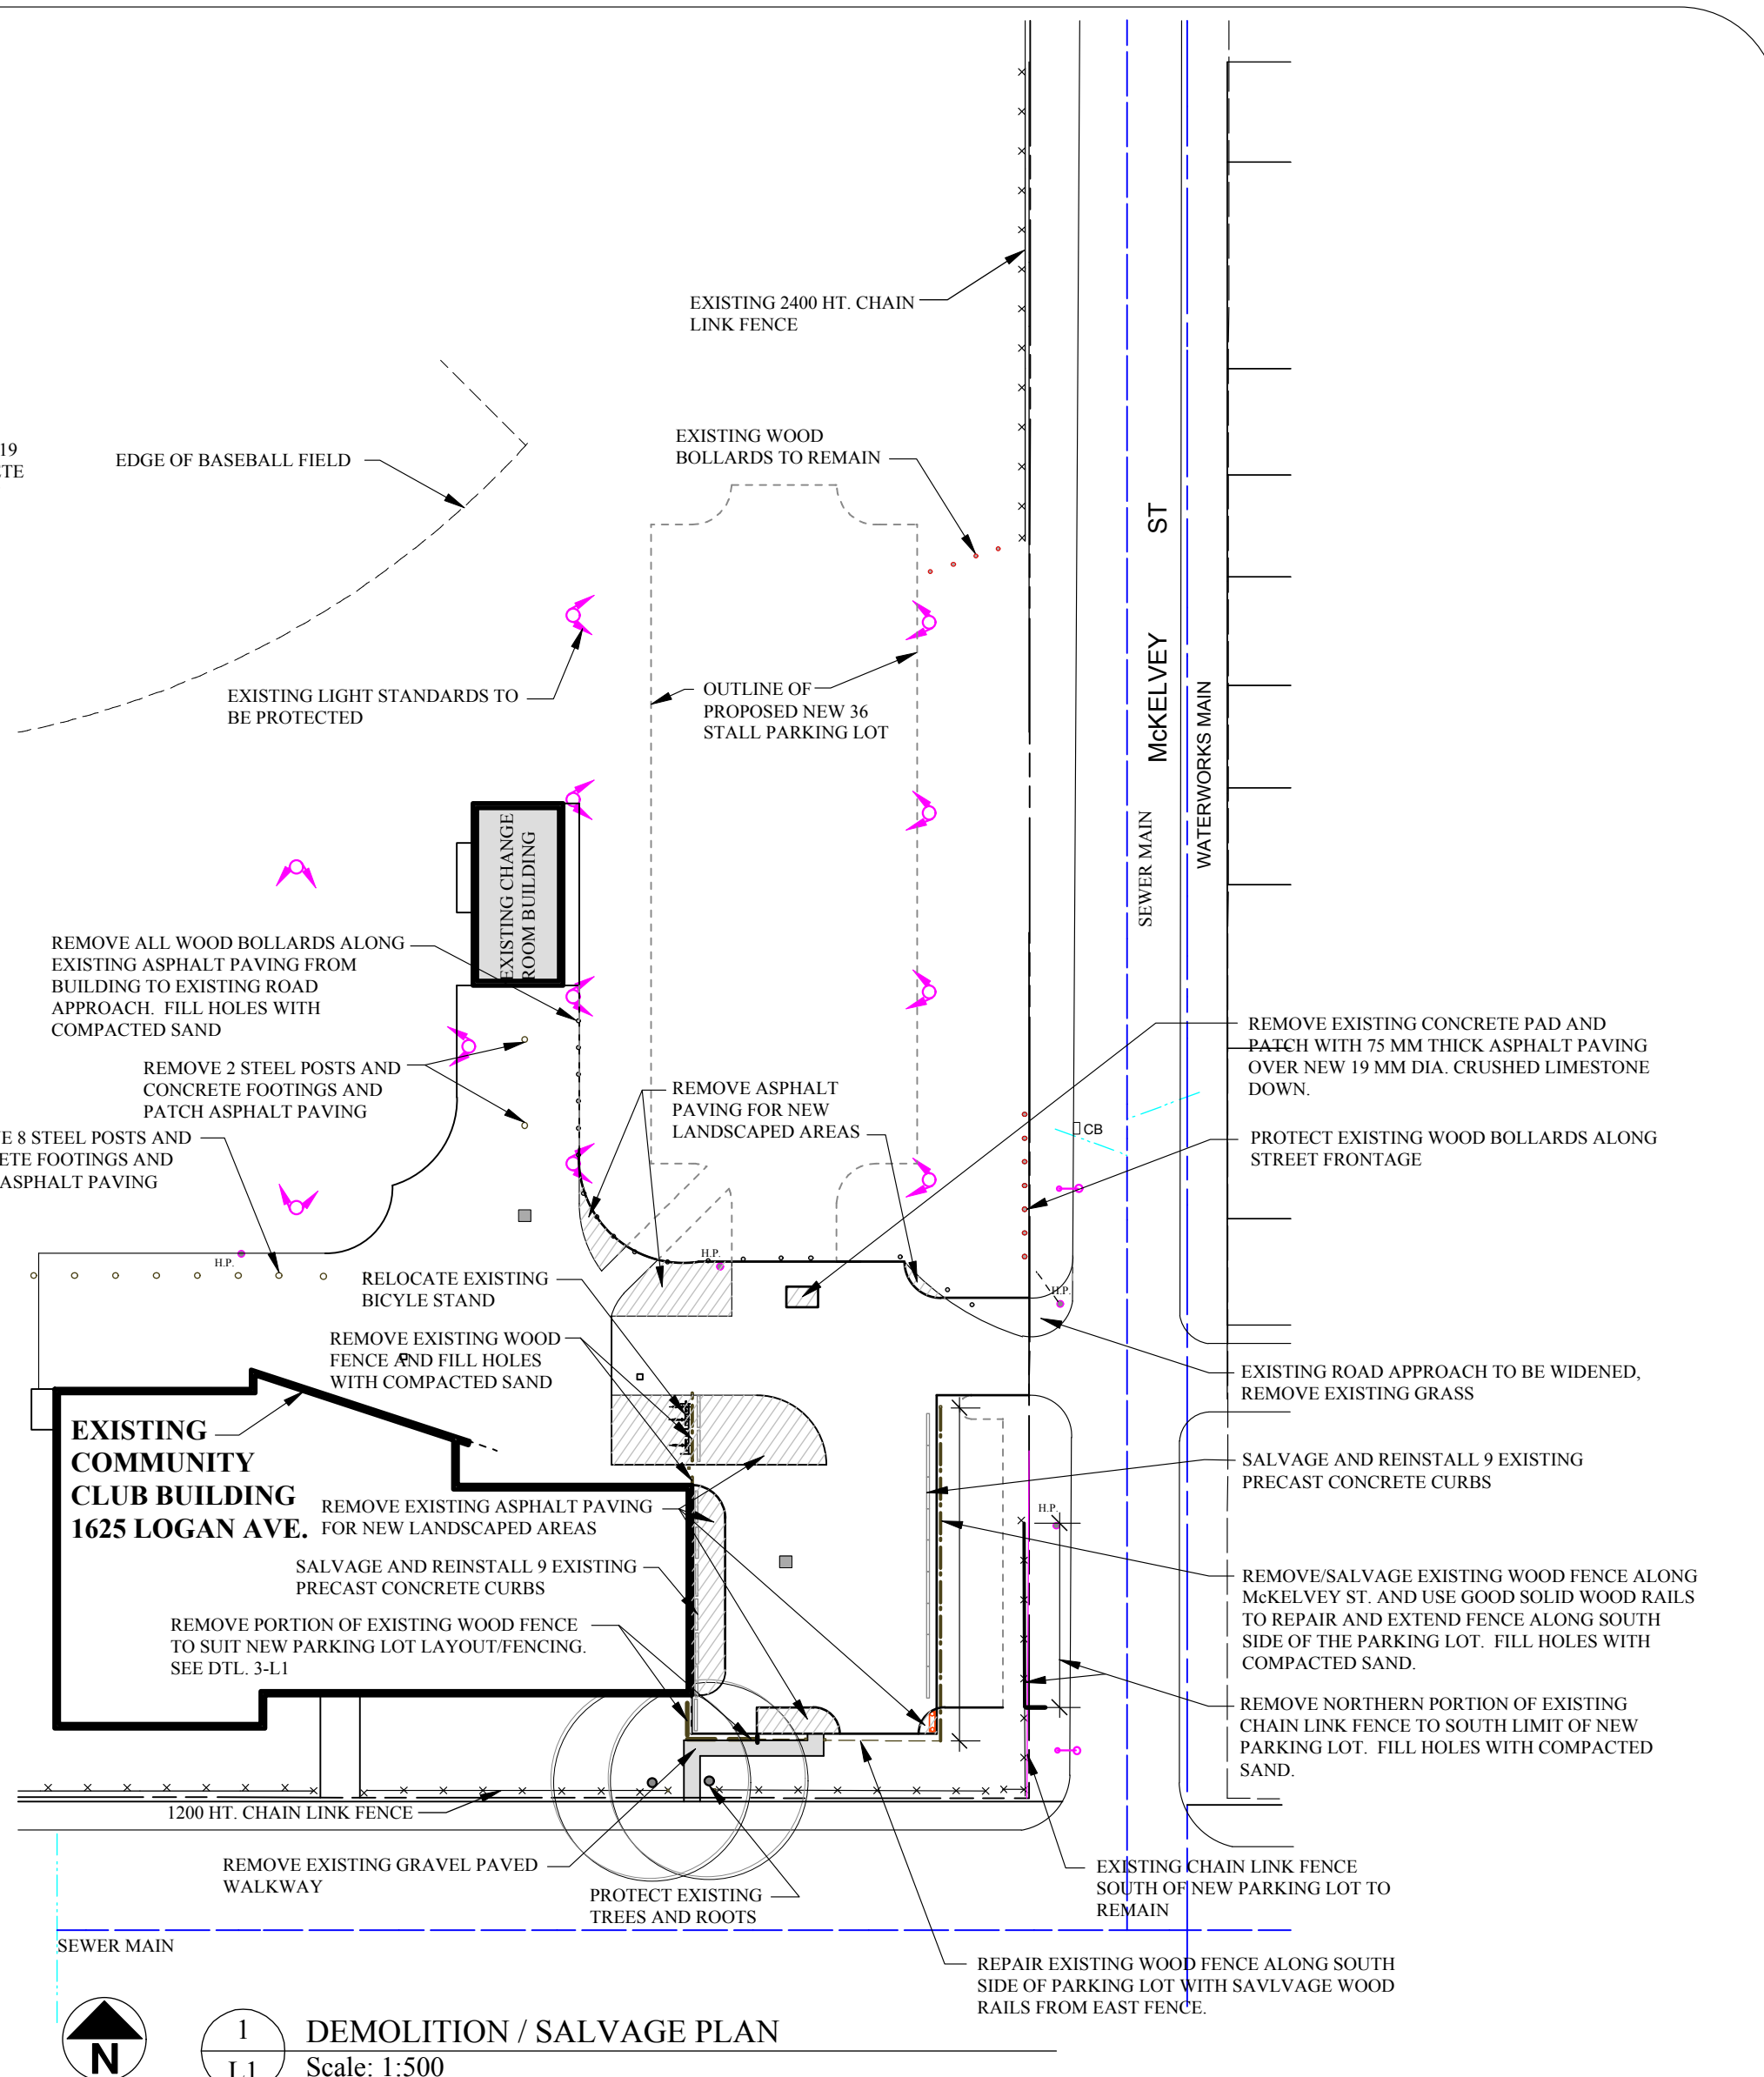 EXISTING 2400 HT. CHAIN
LINK FENCE
19
ETE
EDGE OF BASEBALL FIELD
EXISTING WOOD
BOLLARDS TO REMAIN
McKELVEY ST
EXISTING LIGHT STANDARDS TO
BE PROTECTED
OUTLINE OF
PROPOSED NEW 36
STALL PARKING LOT
WATERWORKS MAIN
SEWER MAIN
EXISTING CHANGE
ROOM BUILDING
REMOVE ALL WOOD BOLLARDS ALONG
EXISTING ASPHALT PAVING FROM
BUILDING TO EXISTING ROAD
APPROACH. FILL HOLES WITH
COMPACTED SAND
REMOVE 2 STEEL POSTS AND
CONCRETE FOOTINGS AND
PATCH ASPHALT PAVING
E 8 STEEL POSTS AND
ETE FOOTINGS AND
ASPHALT PAVING
REMOVE ASPHALT
PAVING FOR NEW
LANDSCAPED AREAS
REMOVE EXISTING CONCRETE PAD AND
PATCH WITH 75 MM THICK ASPHALT PAVING
OVER NEW 19 MM DIA. CRUSHED LIMESTONE
DOWN.
CB
PROTECT EXISTING WOOD BOLLARDS ALONG
STREET FRONTAGE
H.P.
H.P.
H.P.
RELOCATE EXISTING
BICYLE STAND
REMOVE EXISTING WOOD
FENCE AND FILL HOLES
WITH COMPACTED SAND
EXISTING ROAD APPROACH TO BE WIDENED,
REMOVE EXISTING GRASS
EXISTING
COMMUNITY
CLUB BUILDING
1625 LOGAN AVE.
SALVAGE AND REINSTALL 9 EXISTING
PRECAST CONCRETE CURBS
H.P.
REMOVE EXISTING ASPHALT PAVING
FOR NEW LANDSCAPED AREAS
SALVAGE AND REINSTALL 9 EXISTING
PRECAST CONCRETE CURBS
REMOVE/SALVAGE EXISTING WOOD FENCE ALONG
McKELVEY ST. AND USE GOOD SOLID WOOD RAILS
TO REPAIR AND EXTEND FENCE ALONG SOUTH
SIDE OF THE PARKING LOT. FILL HOLES WITH
COMPACTED SAND.
REMOVE PORTION OF EXISTING WOOD FENCE
TO SUIT NEW PARKING LOT LAYOUT/FENCING.
SEE DTL. 3-L1
REMOVE NORTHERN PORTION OF EXISTING
CHAIN LINK FENCE TO SOUTH LIMIT OF NEW
PARKING LOT. FILL HOLES WITH COMPACTED
SAND.
1200 HT. CHAIN LINK FENCE
REMOVE EXISTING GRAVEL PAVED
WALKWAY
PROTECT EXISTING
TREES AND ROOTS
EXISTING CHAIN LINK FENCE
SOUTH OF NEW PARKING LOT TO
REMAIN
SEWER MAIN
REPAIR EXISTING WOOD FENCE ALONG SOUTH
SIDE OF PARKING LOT WITH SAVLVAGE WOOD
RAILS FROM EAST FENCE.
N
1
L1
DEMOLITION / SALVAGE PLAN
Scale: 1:500